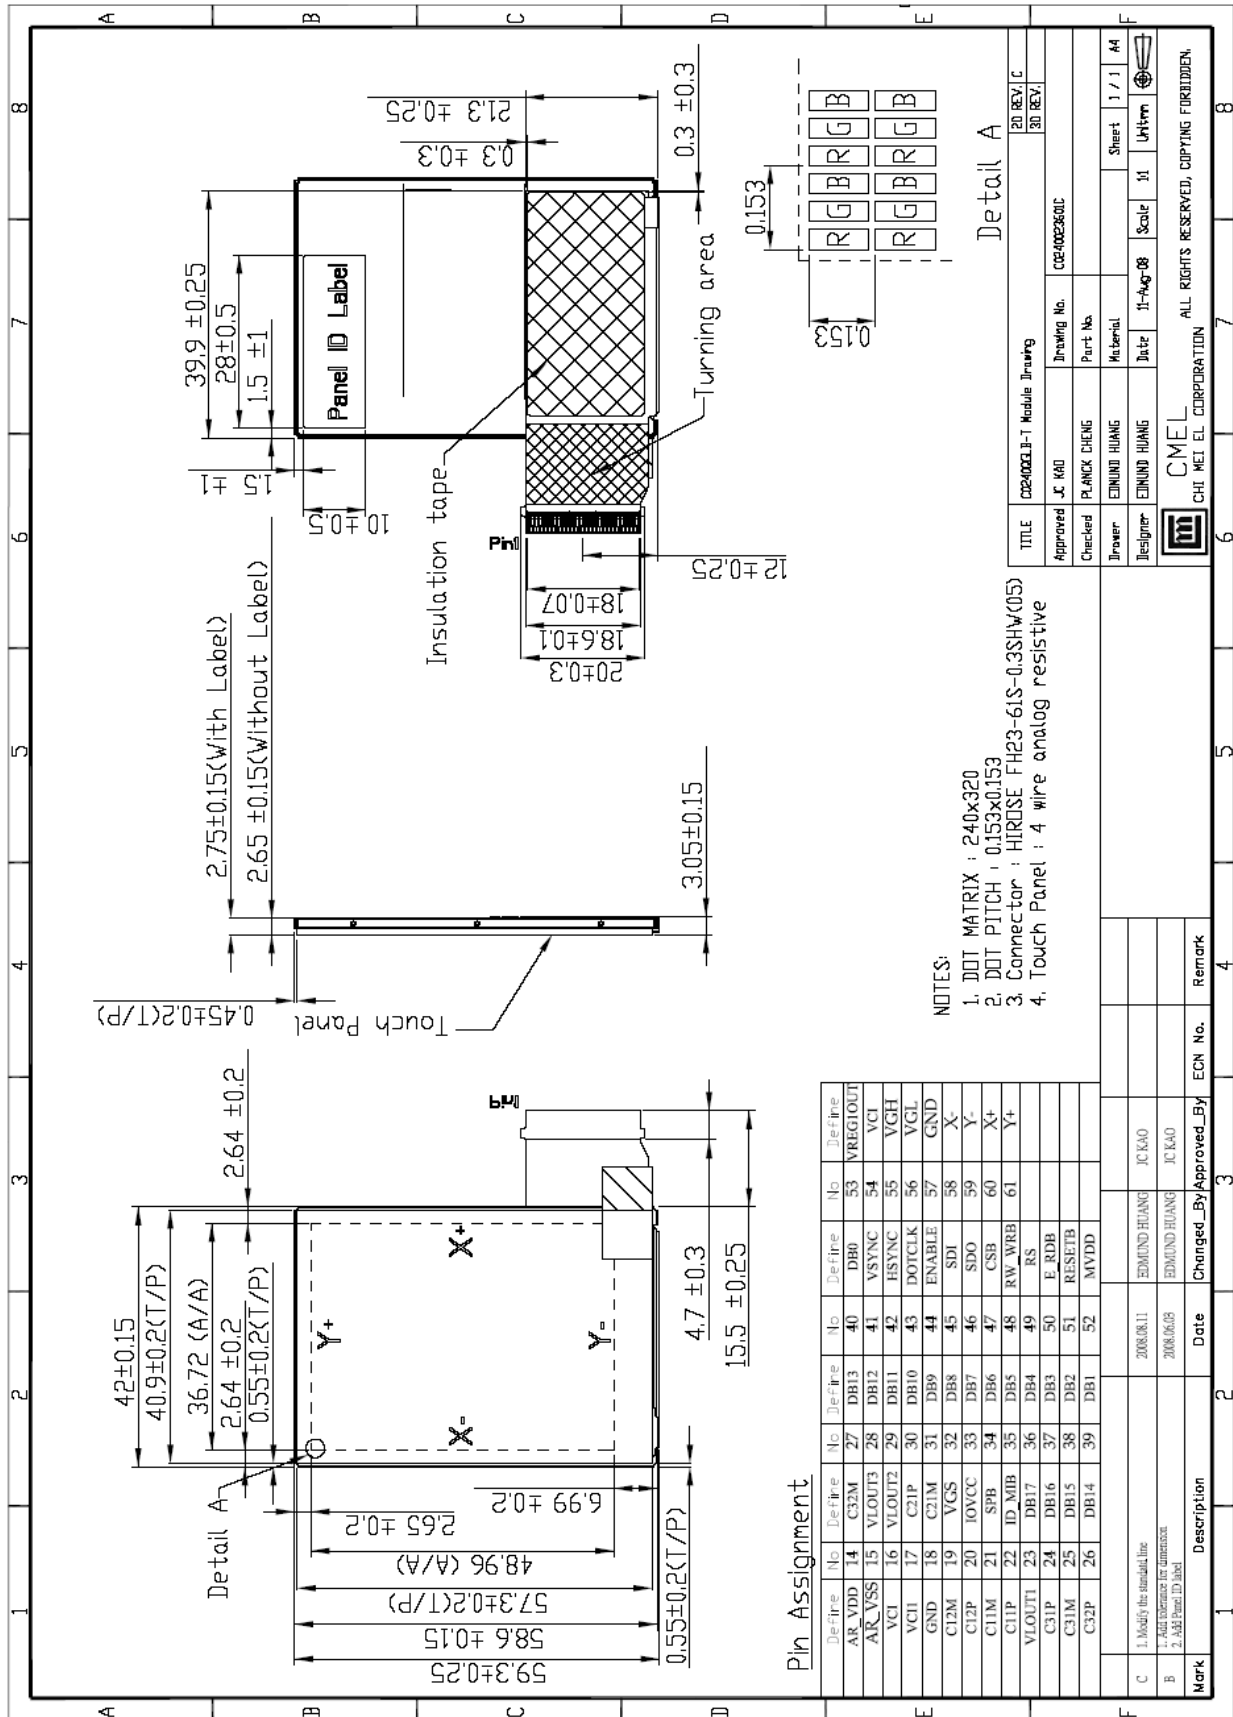 1 2 3 4 5 6 7 8
A B C D E F
42±0.15
40.9±0.2(T/P)
36.72 (A/A)
2.64 ±0.2
0.55±0.2(T/P)
2.64 ±0.2
Detail A
Y+
X-
X+
Y-
2.65 ±0.2
6.99 ±0.2
48.96 (A/A)
57.3±0.2(T/P)
58.6 ±0.15
59.3±0.25
0.55±0.2(T/P)
4.7 ±0.3
15.5 ±0.25
Pin1
0.45±0.2(T/P)
Touch Panel
2.75±0.15(With Label)
2.65 ±0.15(Without Label)
3.05±0.15
39.9 ±0.25
28±0.5
1.5 ±1
1.5 ±1
10 ±0.5
Panel ID Label
0.3 ±0.3
21.3 ±0.25
0.3 ±0.3
Insulation tape
Turning area
Pin1
12 ±0.25
18±0.07
18.6±0.1
20±0.3
0.153
0.153
R G B R G B
R G B R G B
Detail A
NOTES:
1. DOT MATRIX : 240x320
2. DOT PITCH : 0.153x0.153
3. Connector : HIROSE FH23-61S-0.3SHW(05)
4. Touch Panel : 4 wire analog resistive
Pin Assignment
Define No Define No Define No Define No Define
AR_VDD 14 C32M 27 DB13 40 DB0 53 VREG1OUT
AR_VSS 15 VLOUT3 28 DB12 41 VSYNC 54 VCI
VCI 16 VLOUT2 29 DB11 42 HSYNC 55 VGH
VCI1 17 C21P 30 DB10 43 DOTCLK 56 VGL
GND 18 C21M 31 DB9 44 ENABLE 57 GND
C12M 19 VGS 32 DB8 45 SDI 58 X-
C12P 20 IOVCC 33 DB7 46 SDO 59 Y-
C11M 21 SPB 34 DB6 47 CSB 60 X+
C11P 22 ID_MIB 35 DB5 48 RW_WRB 61 Y+
VLOUT1 23 DB17 36 DB4 49 RS
C31P 24 DB16 37 DB3 50 E_RDB
C31M 25 DB15 38 DB2 51 RESETB
C32P 26 DB14 39 DB1 52 MVDD
C 1. Modify the standard line 2008.08.11 EDMUND HUANG JC KAO
B 1. Add tolerance for dimension 2008.06.03 EDMUND HUANG JC KAO
2. Add Panel ID label
Mark Description Date Changed_By Approved_By ECN No. Remark
TITLE Module Drawing 2D REV. C
3D REV.
Approved JC KAO Drawing No.
Checked PLANCK CHENG Part No.
Drawer EDMUND HUANG Material Sheet 1 / 1 A4
Designer EDMUND HUANG Date 11-Aug-08 Scale 1:1 Unit:mm
CMEL
CHI MEI EL CORPORATION ALL RIGHTS RESERVED, COPYING FORBIDDEN.
1 2 3 4 5 6 7 8
A B C D E F